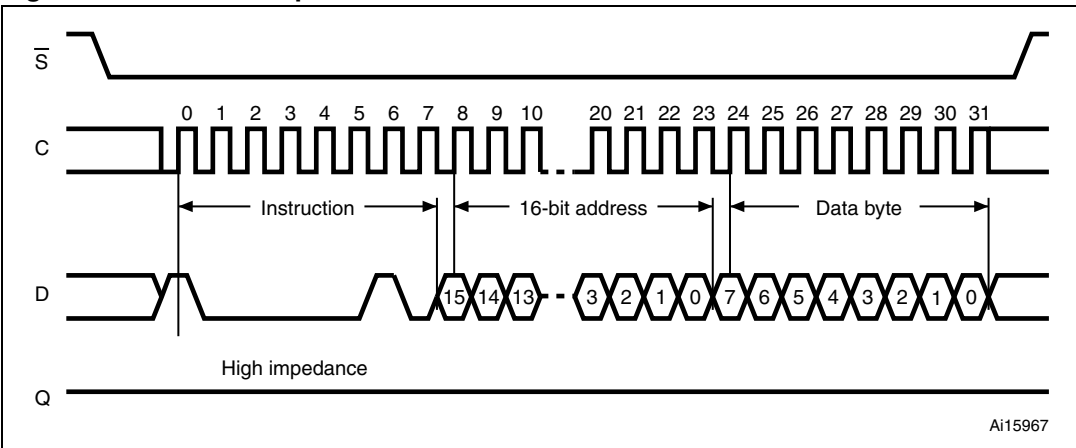 S̅
0 1 2 3 4 5 6 7 8 9 10 20 21 22 23 24 25 26 27 28 29 30 31
C
Instruction 16-bit address Data byte
D
15 14 13 3 2 1 0 7 6 5 4 3 2 1 0
High impedance
Q
Ai15967